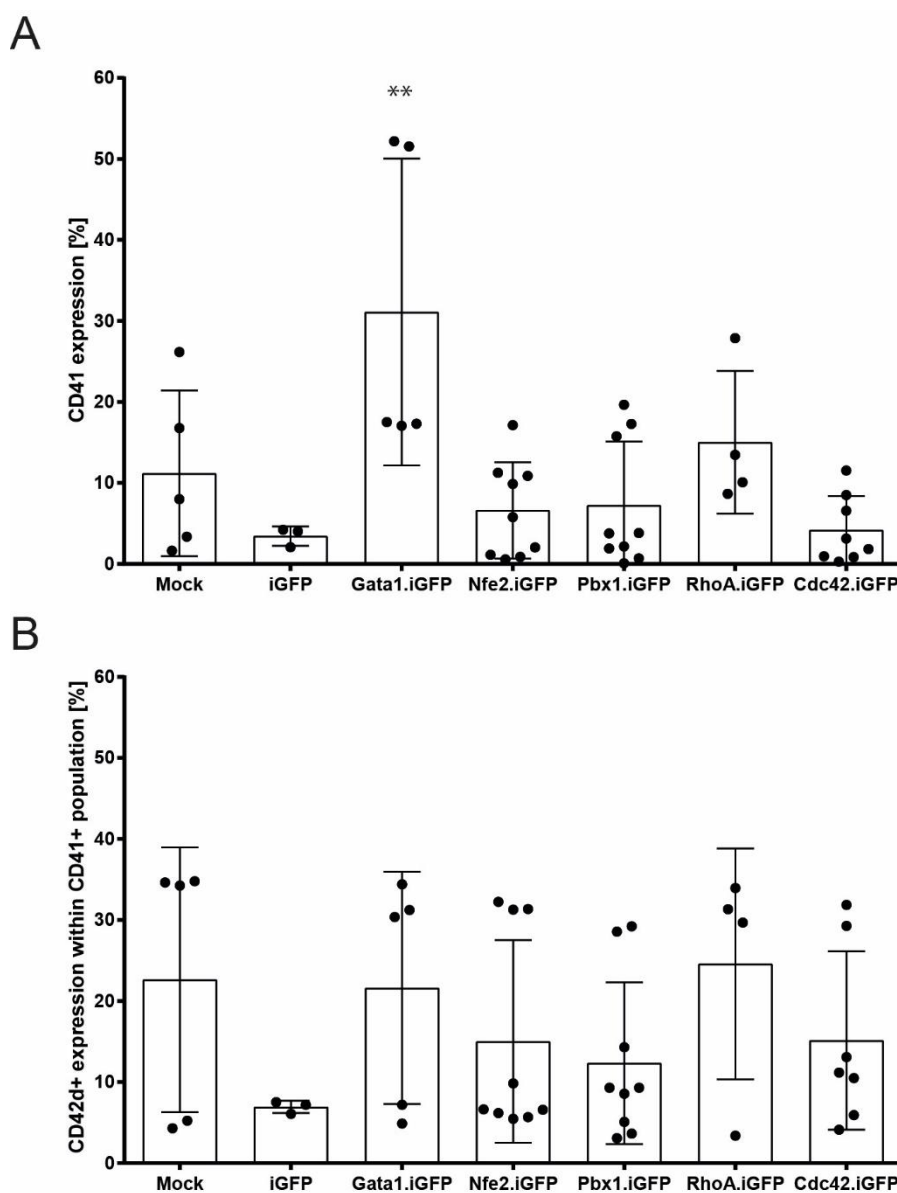 A
CD41 expression [%]
60
50
40
30
20
10
0
**
Mock iGFP Gata1.iGFP Nfe2.iGFP Pbx1.iGFP RhoA.iGFP Cdc42.iGFP
B
CD42d+ expression within CD41+ population [%]
60
50
40
30
20
10
0
Mock iGFP Gata1.iGFP Nfe2.iGFP Pbx1.iGFP RhoA.iGFP Cdc42.iGFP